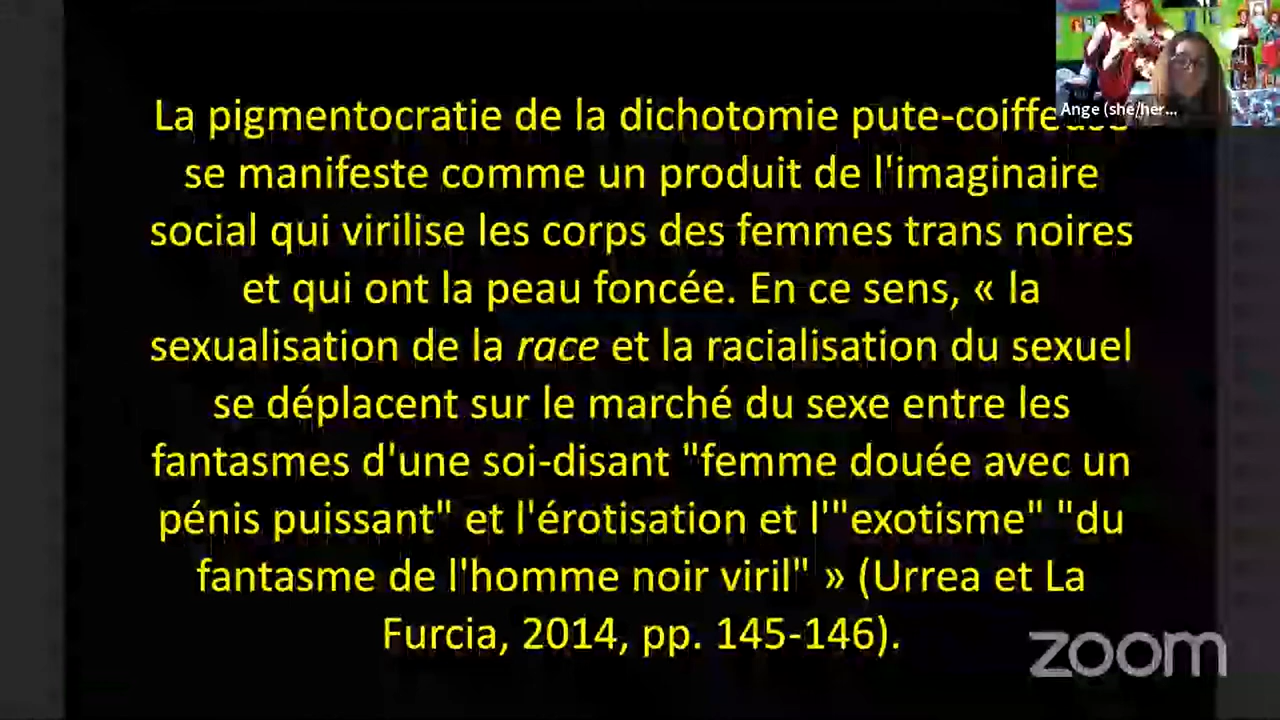 La pigmentocratie de la dichotomie pute-coiffeuse
se manifeste comme un produit de l'imaginaire
social qui virilise les corps des femmes trans noires
et qui ont la peau foncée. En ce sens, « la
sexualisation de la race et la racialisation du sexuel
se déplacent sur le marché du sexe entre les
fantasmes d'une soi-disant "femme douée avec un
pénis puissant" et l'érotisation et l'"exotisme" "du
fantasme de l'homme noir viril" » (Urrea et La
Furcia, 2014, pp. 145-146).
Ange (she/her...
zoom